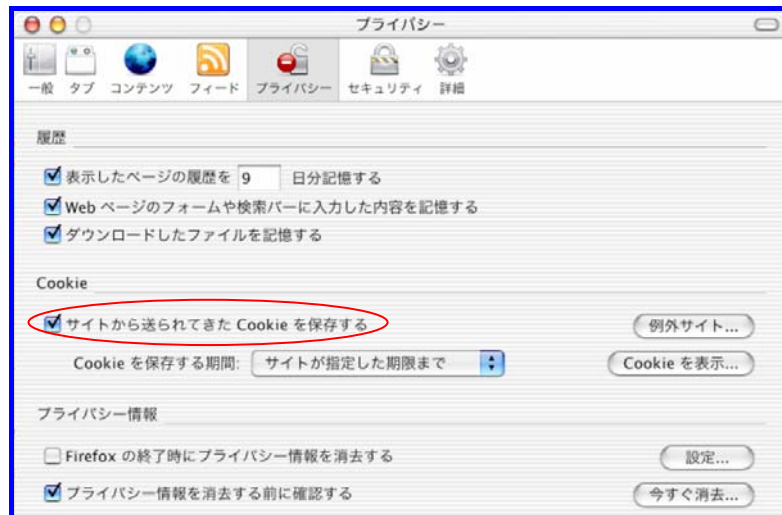 プライバシー
一般 タブ コンテンツ フィード プライバシー セキュリティ 詳細
履歴
表示したページの履歴を 9 日分記憶する
Web ページのフォームや検索バーに入力した内容を記憶する
ダウンロードしたファイルを記憶する
Cookie
サイトから送られてきた Cookie を保存する 例外サイト...
Cookie を保存する期間: サイトが指定した期限まで Cookie を表示...
プライバシー情報
Firefox の終了時にプライバシー情報を消去する 設定...
プライバシー情報を消去する前に確認する 今すぐ消去...